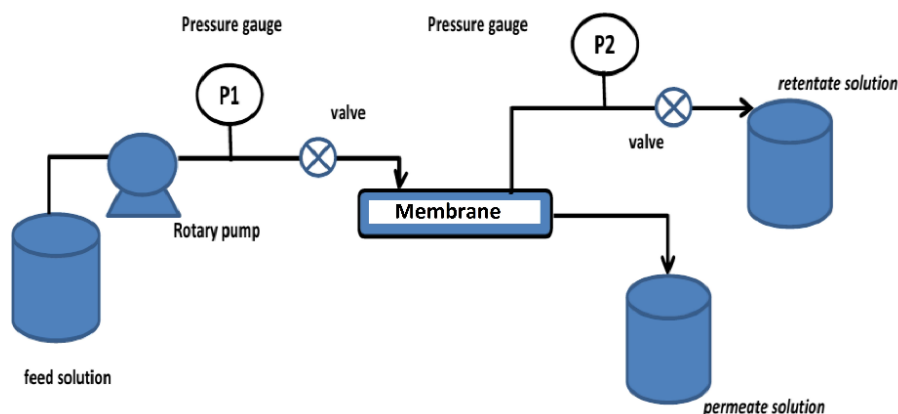 Pressure gauge
Pressure gauge
P1
P2
retentate solution
valve
valve
Membrane
Rotary pump
feed solution
permeate solution